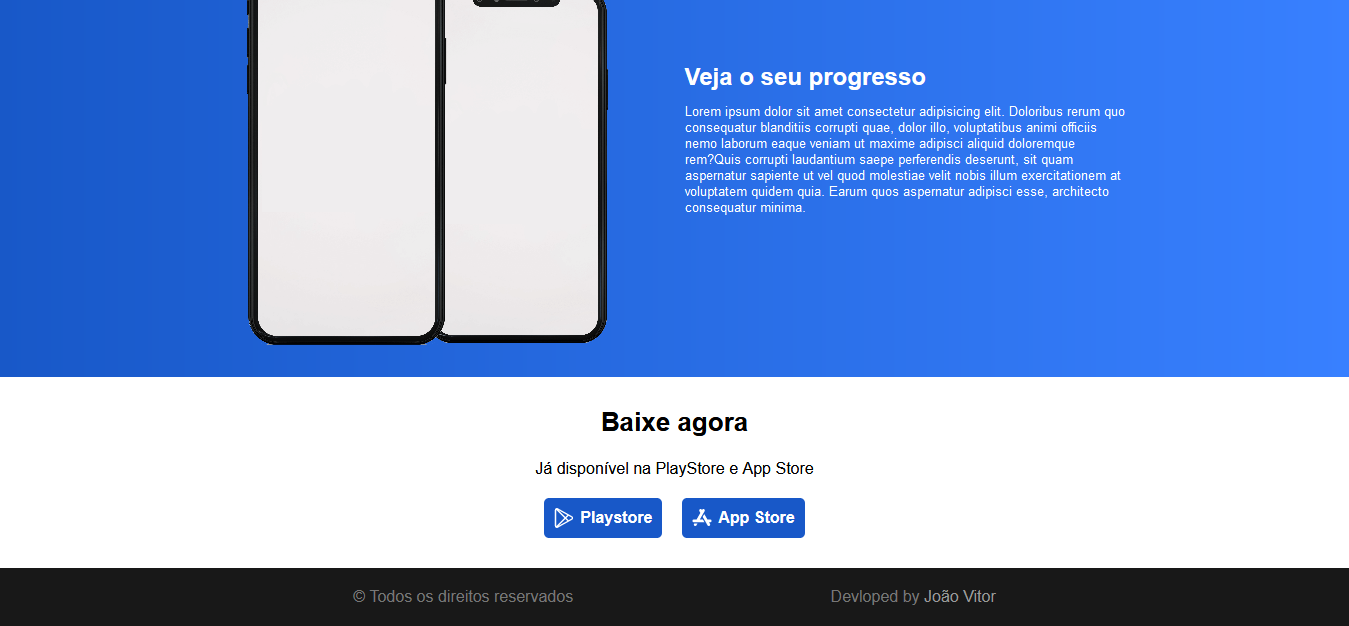 Veja o seu progresso
Lorem ipsum dolor sit amet consectetur adipisicing elit. Doloribus rerum quo
consequatur blanditiis corrupti quae, dolor illo, voluptatibus animi officiis
nemo laborum eaque veniam ut maxime adipisci aliquid doloremque
rem?Quis corrupti laudantium saepe perferendis deserunt, sit quam
aspernatur sapiente ut vel quod molestiae velit nobis illum exercitationem at
voluptatem quidem quia. Earum quos aspernatur adipisci esse, architecto
consequatur minima.
Baixe agora
Já disponível na PlayStore e App Store
Playstore
App Store
© Todos os direitos reservados
Devloped by João Vitor